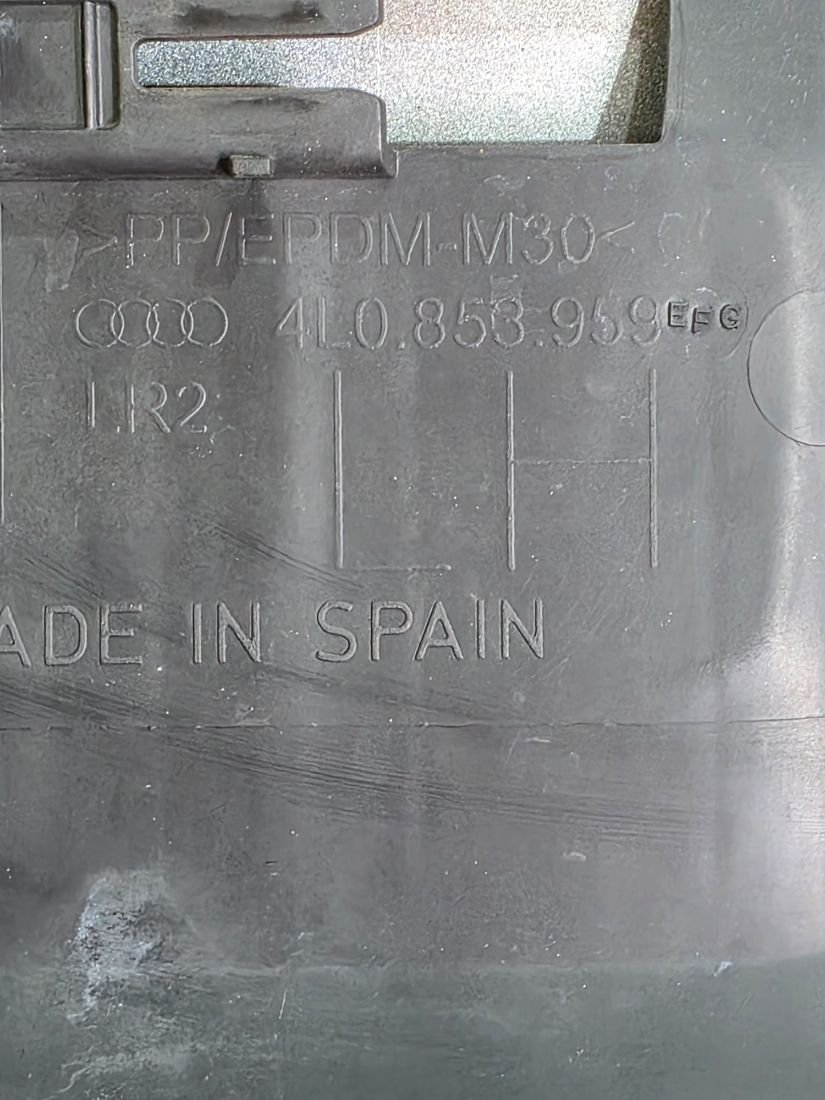 >PP/EPDM-M30<
4L0.853.959 EFG
LR2
LH
ADE IN SPAIN